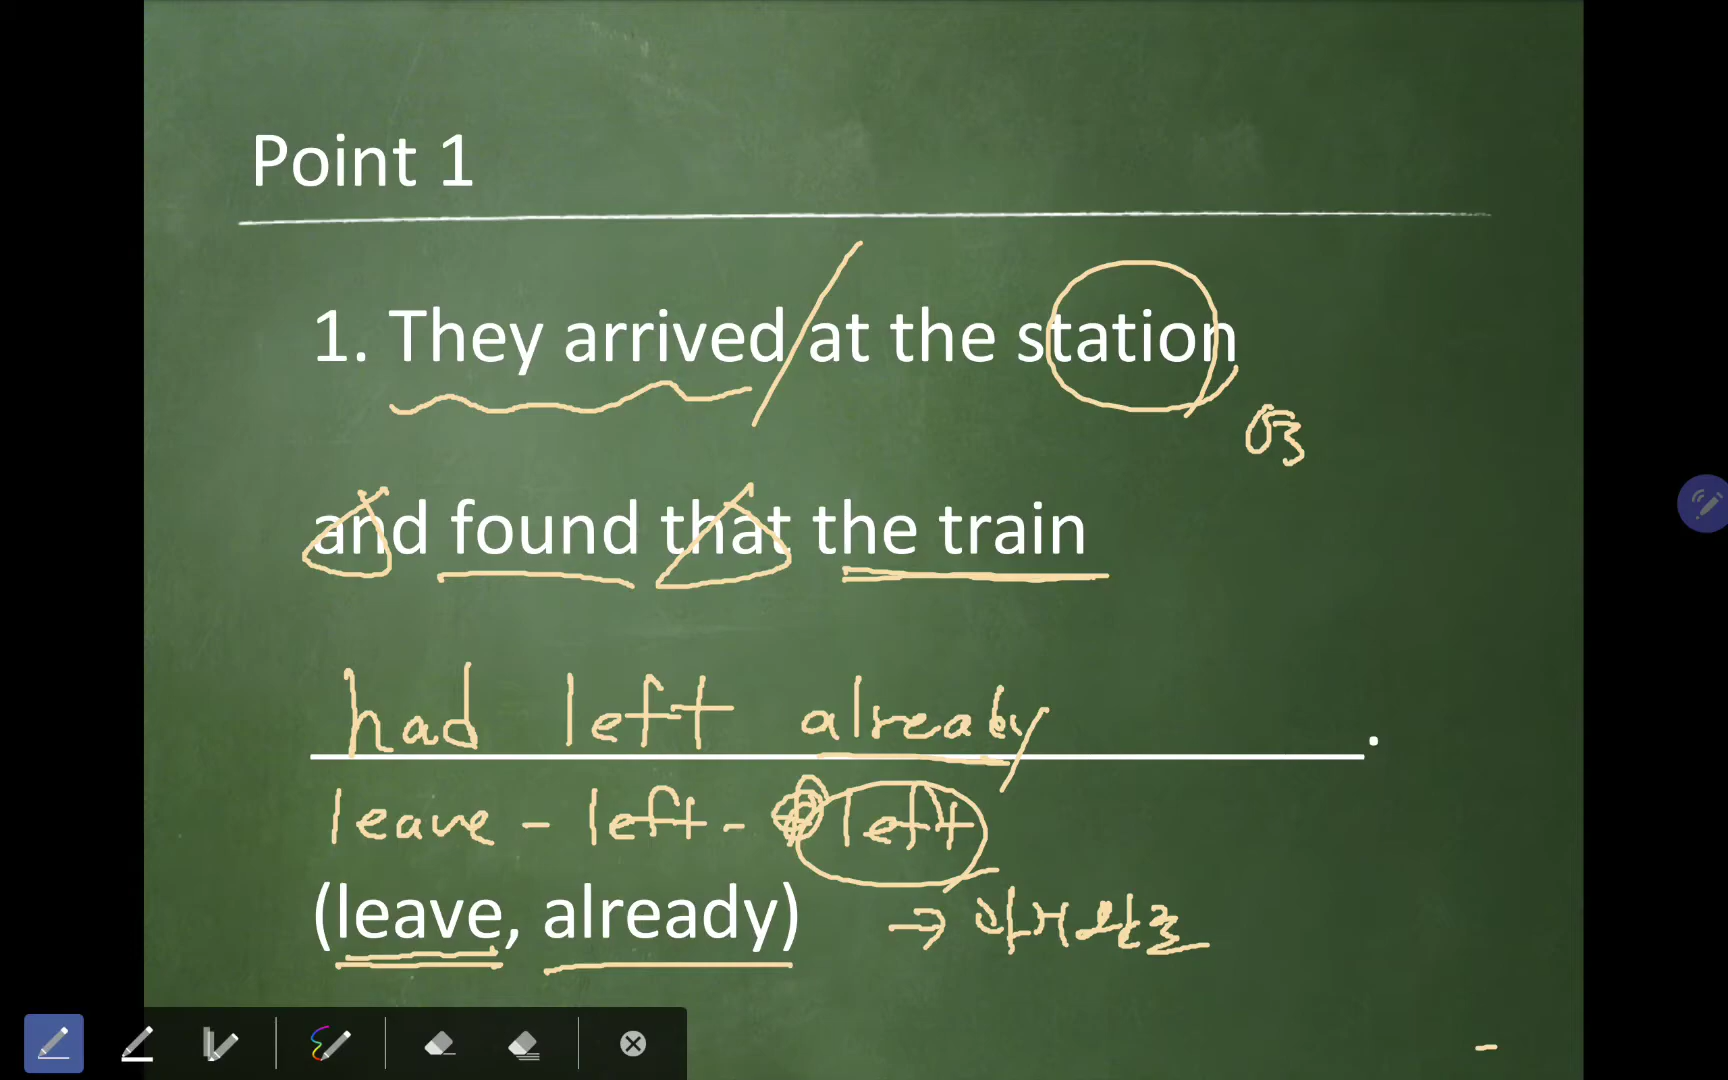 Point 1
1. They arrived at the station
역
and found that the train
had left already
.
leave - left - left
(leave, already)
→